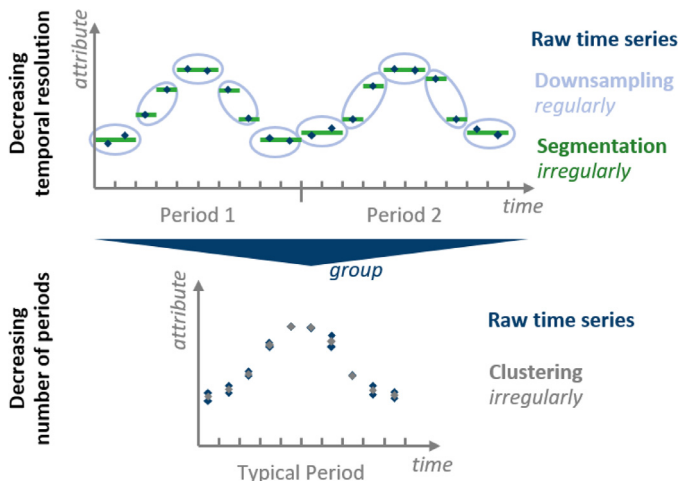 Decreasing
temporal resolution
attribute
Raw time series
Downsampling
regularly
Segmentation
irregularly
time
Period 1
Period 2
group
Decreasing
number of periods
attribute
Raw time series
Clustering
irregularly
time
Typical Period